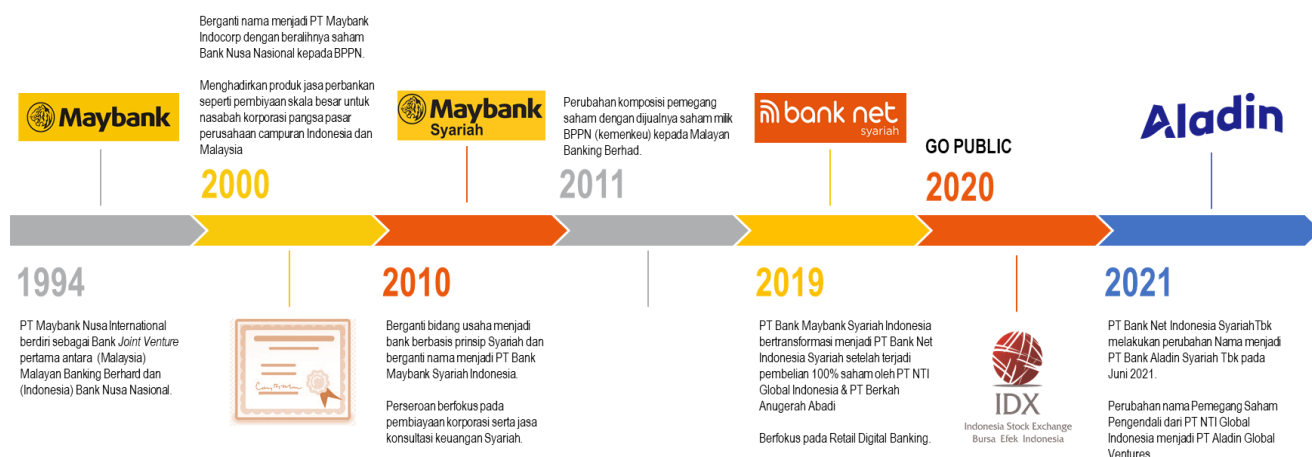 Maybank
Berganti nama menjadi PT Maybank
Indocorp dengan beralihnya saham
Bank Nusa Nasional kepada BPPN.
Menghadirkan produk jasa perbankan
seperti pembiyaan skala besar untuk
nasabah korporasi pangsa pasar
perusahaan campuran Indonesia dan
Malaysia
2000
Maybank
Syariah
Perubahan komposisi pemegang
saham dengan dijualnya saham milik
BPPN (kemenkeu) kepada Malayan
Banking Berhad.
2011
bank net
syariah
GO PUBLIC
2020
Aladin
1994
PT Maybank Nusa International
berdiri sebagai Bank Joint Venture
pertama antara (Malaysia)
Malayan Banking Berhard dan
(Indonesia) Bank Nusa Nasional.
2010
Berganti bidang usaha menjadi
bank berbasis prinsip Syariah dan
berganti nama menjadi PT Bank
Maybank Syariah Indonesia.
Perseroan berfokus pada
pembiayaan korporasi serta jasa
konsultasi keuangan Syariah.
2019
PT Bank Maybank Syariah Indonesia
bertransformasi menjadi PT Bank Net
Indonesia Syariah setelah terjadi
pembelian 100% saham oleh PT NTI
Global Indonesia & PT Berkah
Anugerah Abadi
Berfokus pada Retail Digital Banking.
IDX
Indonesia Stock Exchange
Bursa Efek Indonesia
2021
PT Bank Net Indonesia SyariahTbk
melakukan perubahan Nama menjadi
PT Bank Aladin Syariah Tbk pada
Juni 2021.
Perubahan nama Pemegang Saham
Pengendali dari PT NTI Global
Indonesia menjadi PT Aladin Global
Ventures